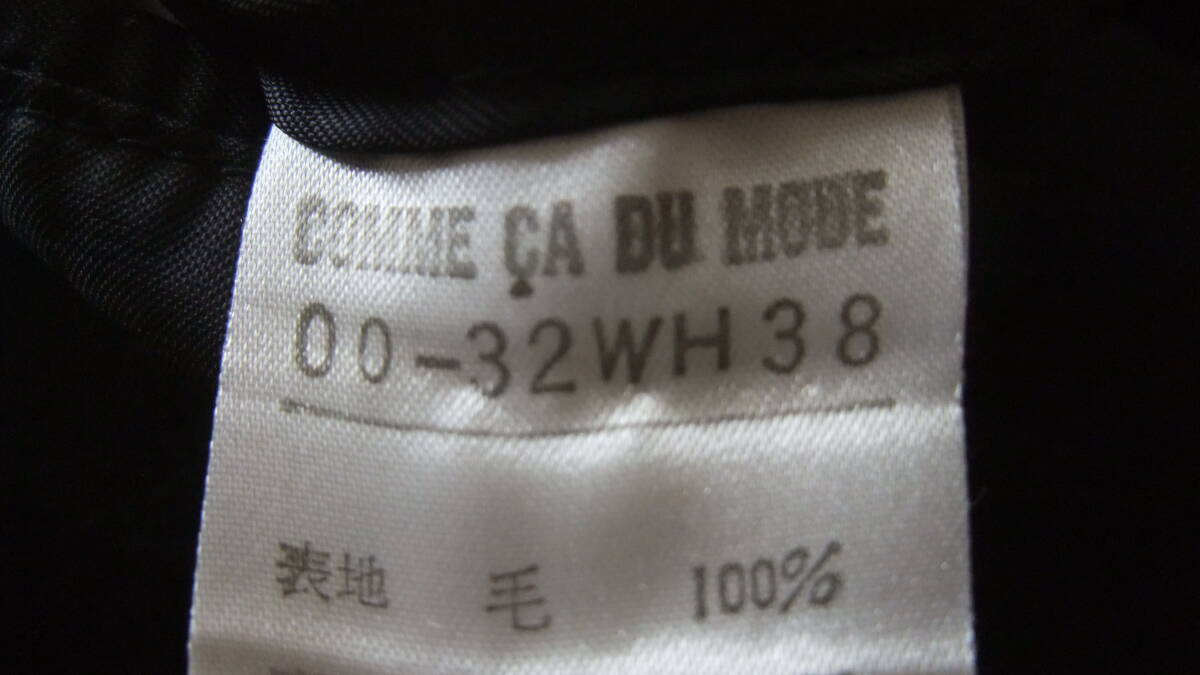 COMME ÇA DU MODE
00-32WH38
表地 毛 100%